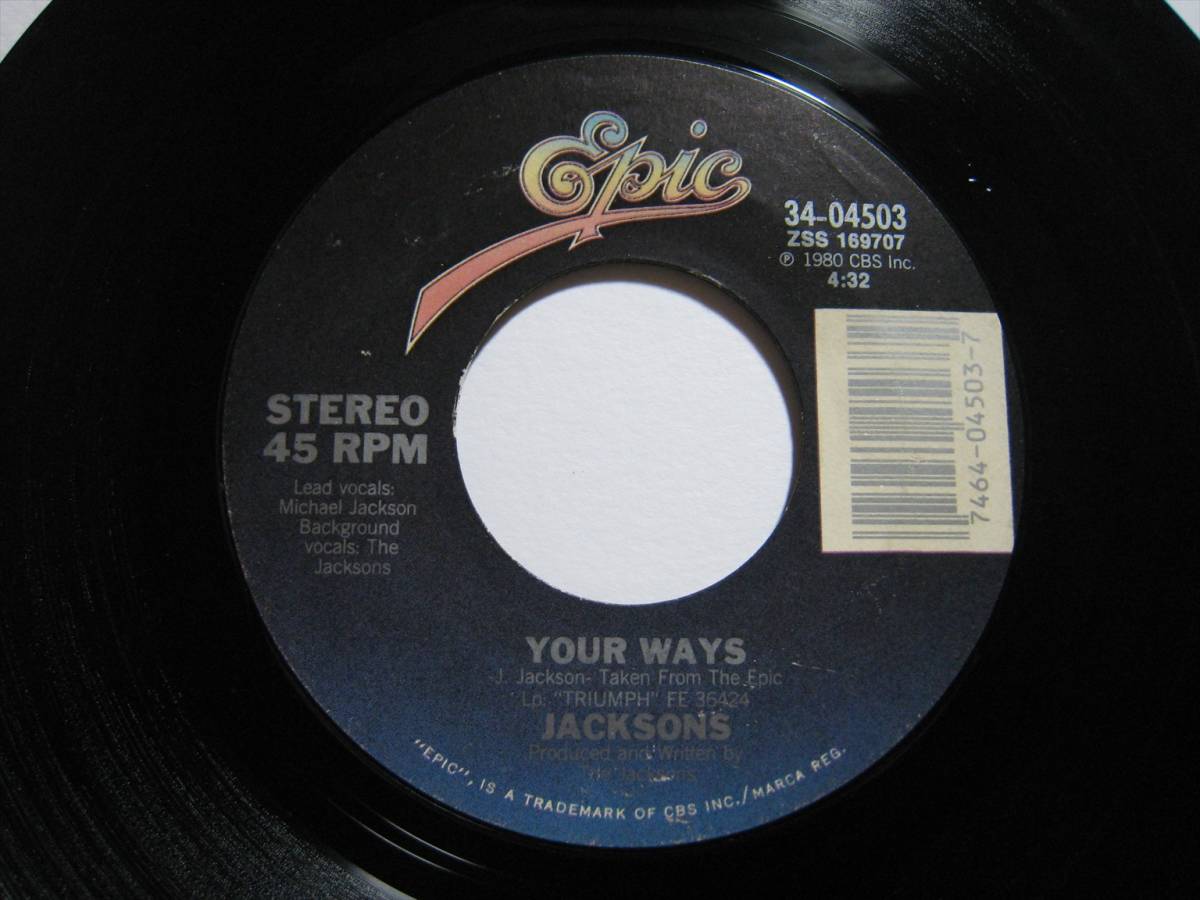 Epic
34-04503
ZSS 169707
℗ 1980 CBS Inc.
4:32
7464-04503-7
STEREO
45 RPM
Lead vocals:
Michael Jackson
Background
vocals: The
Jacksons
YOUR WAYS
-J. Jackson- Taken From The Epic
Lp: "TRIUMPH" FE 36424
JACKSONS
Produced and Written by
The Jacksons
"EPIC", IS A TRADEMARK OF CBS INC./MARCA REG.